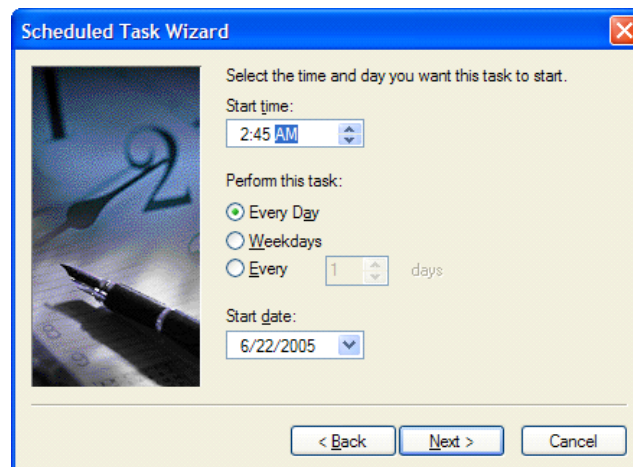 Scheduled Task Wizard
Select the time and day you want this task to start.
Start time:
2:45 AM
Perform this task:
Every Day
Weekdays
Every 1 days
Start date:
6/22/2005
< Back Next > Cancel